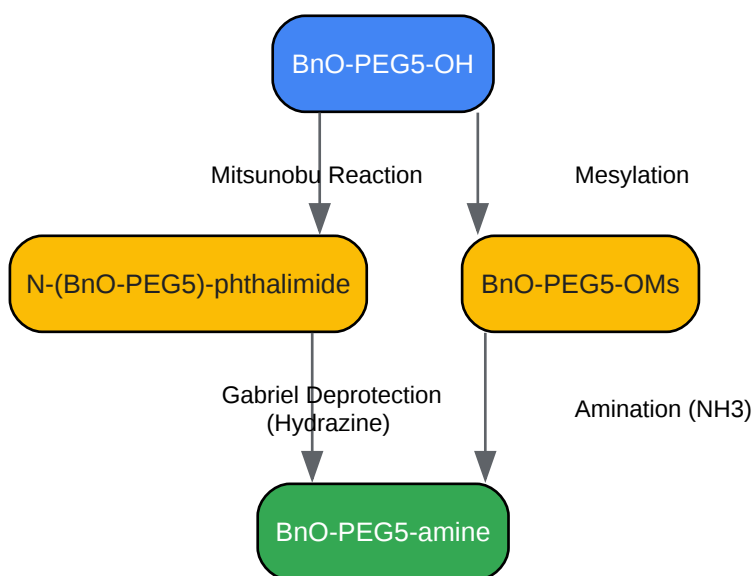 BnO-PEG5-OH
Mitsunobu Reaction
Mesylation
N-(BnO-PEG5)-phthalimide
BnO-PEG5-OMs
Gabriel Deprotection
(Hydrazine)
Amination (NH3)
BnO-PEG5-amine